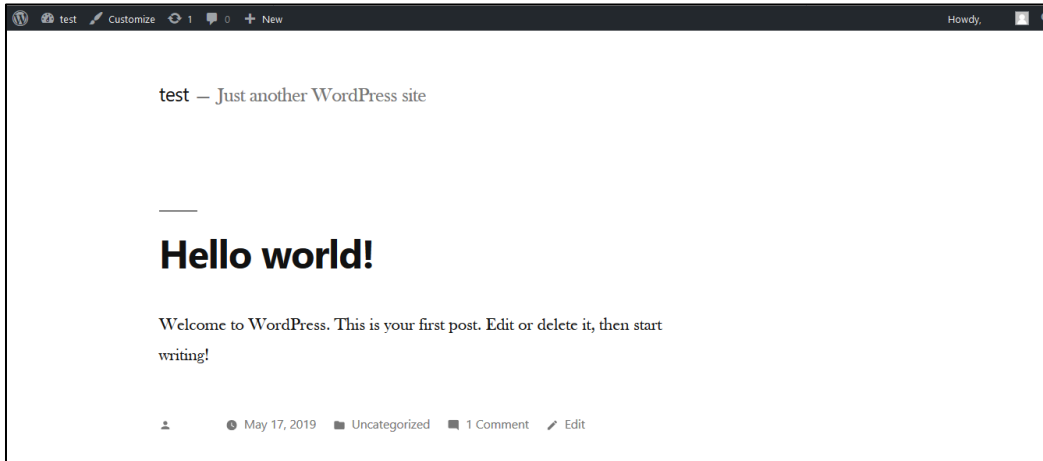 test Customize 1 0 New Howdy,
test — Just another WordPress site
Hello world!
Welcome to WordPress. This is your first post. Edit or delete it, then start
writing!
May 17, 2019 Uncategorized 1 Comment Edit